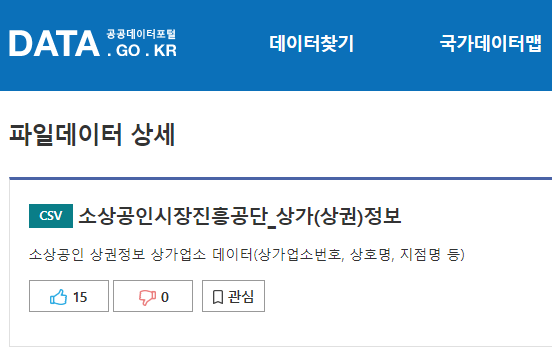 DATA 공공데이터포털
. GO . KR
데이터찾기 국가데이터맵
파일데이터 상세
CSV 소상공인시장진흥공단_상가(상권)정보
소상공인 상권정보 상가업소 데이터(상가업소번호, 상호명, 지점명 등)
15 0 관심